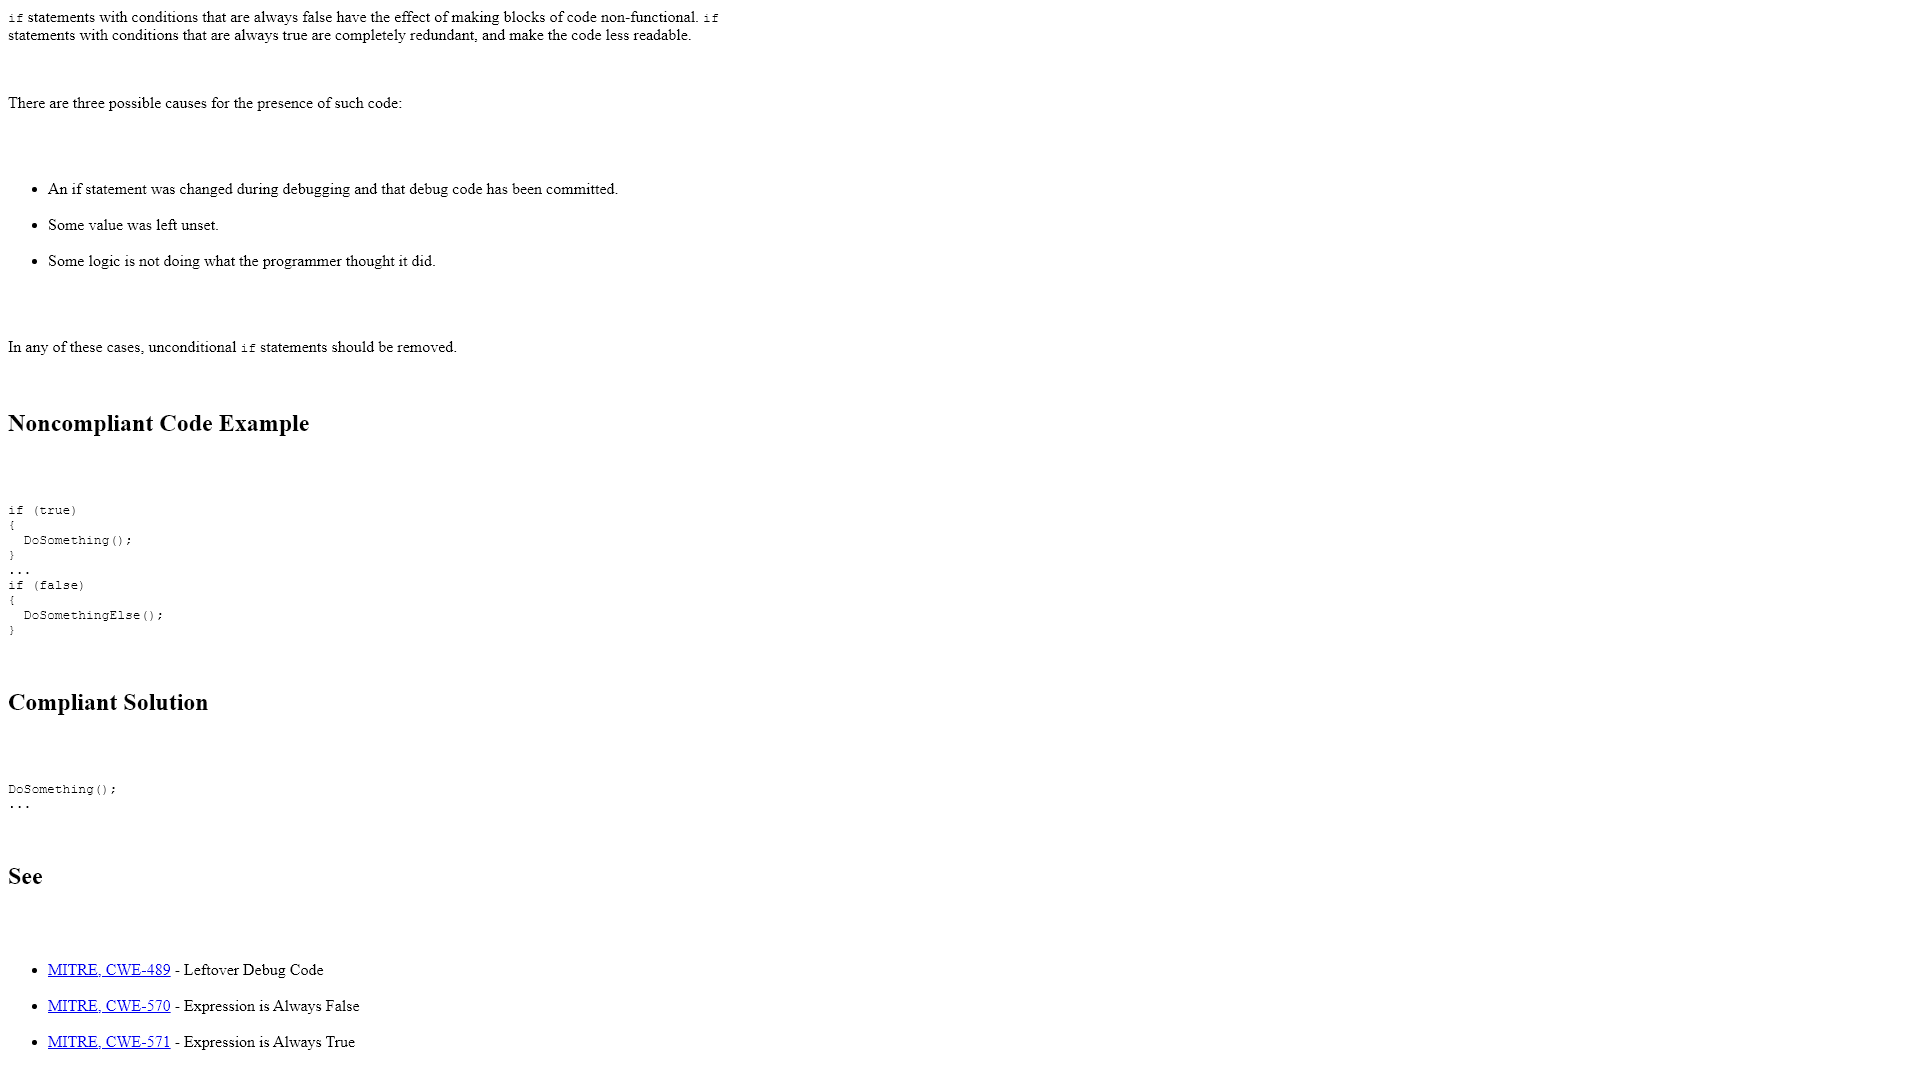 if statements with conditions that are always false have the effect of making blocks of code non-functional. if
statements with conditions that are always true are completely redundant, and make the code less readable.
There are three possible causes for the presence of such code:
• An if statement was changed during debugging and that debug code has been committed.
• Some value was left unset.
• Some logic is not doing what the programmer thought it did.
In any of these cases, unconditional if statements should be removed.
Noncompliant Code Example
if (true)
{
  DoSomething();
}
...
if (false)
{
  DoSomethingElse();
}
Compliant Solution
DoSomething();
...
See
• MITRE, CWE-489 - Leftover Debug Code
• MITRE, CWE-570 - Expression is Always False
• MITRE, CWE-571 - Expression is Always True